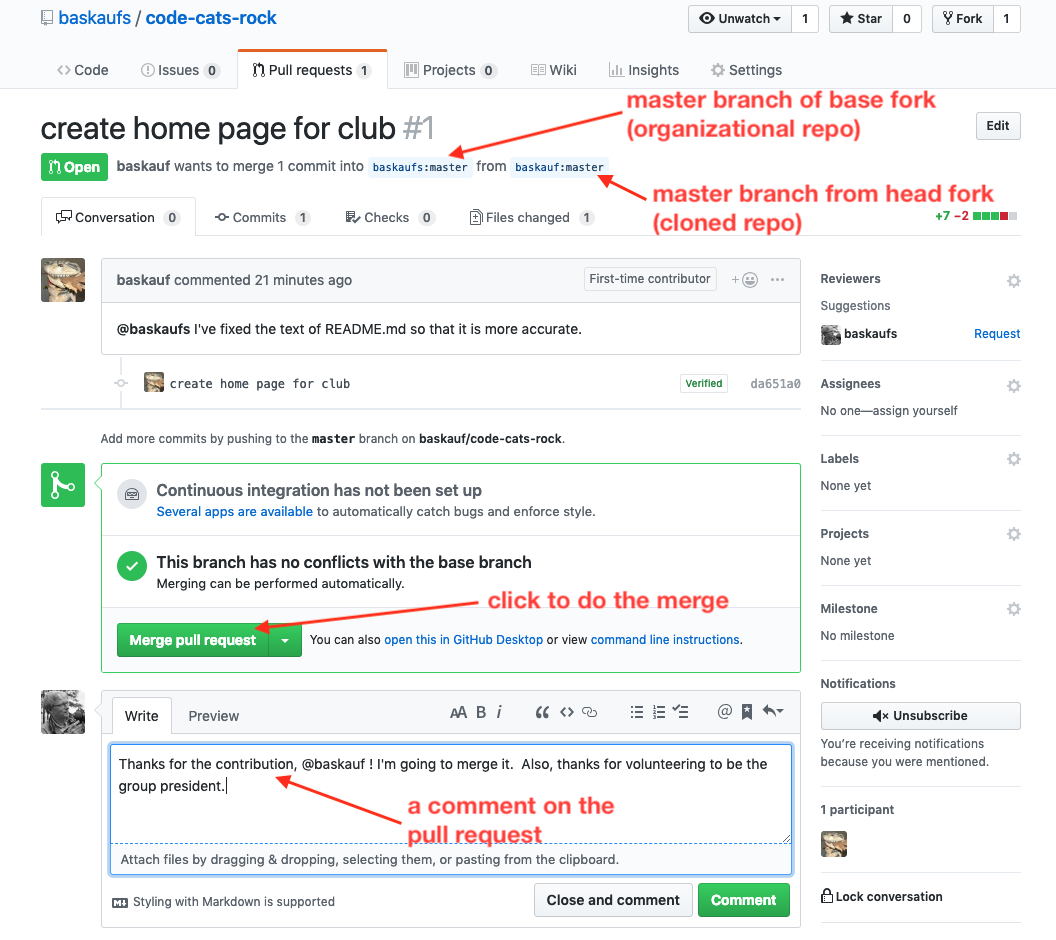 baskaufs / code-cats-rock
Unwatch 1 Star 0 Fork 1
Code Issues 0 Pull requests 1 Projects 0 Wiki Insights Settings
master branch of base fork
(organizational repo)
create home page for club #1
Edit
Open baskauf wants to merge 1 commit into baskaufs:master from baskauf:master
master branch from head fork
(cloned repo)
Conversation 0 Commits 1 Checks 0 Files changed 1
+7 −2
baskauf commented 21 minutes ago
First-time contributor
@baskaufs I've fixed the text of README.md so that it is more accurate.
create home page for club
Verified da651a0
Add more commits by pushing to the master branch on baskauf/code-cats-rock.
Continuous integration has not been set up
Several apps are available to automatically catch bugs and enforce style.
This branch has no conflicts with the base branch
Merging can be performed automatically.
click to do the merge
Merge pull request
You can also open this in GitHub Desktop or view command line instructions.
Write Preview
AA B i
Thanks for the contribution, @baskauf ! I'm going to merge it.  Also, thanks for volunteering to be the
group president.
a comment on the
pull request
Attach files by dragging & dropping, selecting them, or pasting from the clipboard.
Styling with Markdown is supported
Close and comment
Comment
Reviewers
Suggestions
baskaufs Request
Assignees
No one—assign yourself
Labels
None yet
Projects
None yet
Milestone
No milestone
Notifications
Unsubscribe
You're receiving notifications
because you were mentioned.
1 participant
Lock conversation